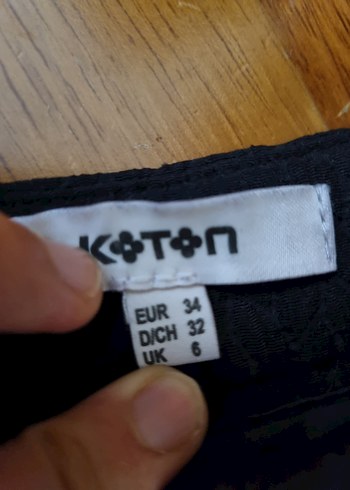 KOTON
EUR 34
D/CH 32
UK 6